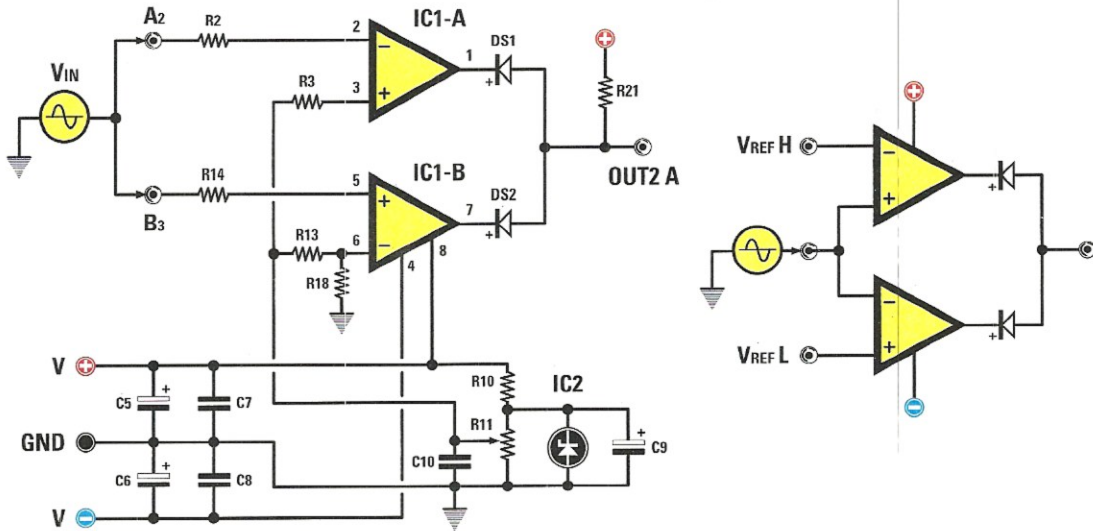 A2
R2
2
−
IC1-A
1
DS1
+
VIN
R3
3
+
R21
OUT2 A
B3
R14
5
+
IC1-B
7
DS2
+
R13
6
−
8
4
R18
V
+
C5
+
C7
R10
IC2
GND
R11
+
C9
C6
+
C8
C10
V
−
+
VREF H
−
+
+
−
+
+
VREF L
−